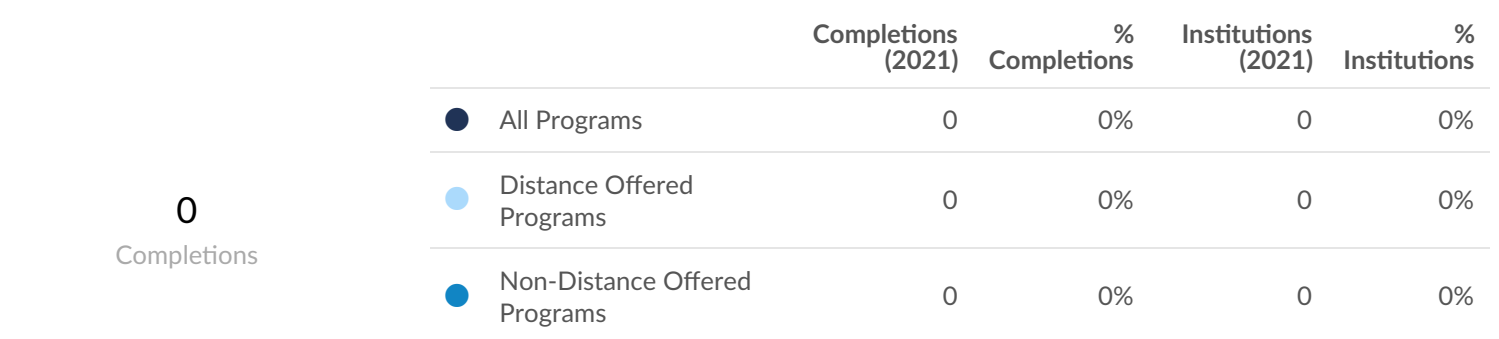 Completions (2021) % Completions Institutions (2021) % Institutions
All Programs 0 0% 0 0%
Distance Offered Programs 0 0% 0 0%
Non-Distance Offered Programs 0 0% 0 0%
0
Completions